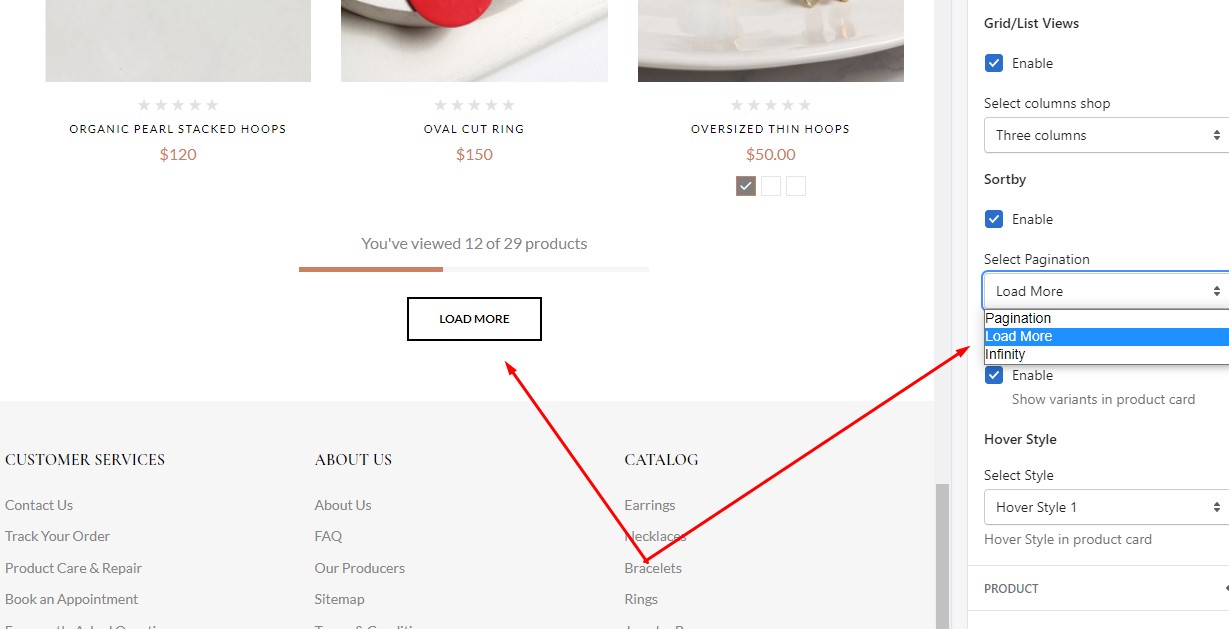 ORGANIC PEARL STACKED HOOPS
$120
OVAL CUT RING
$150
OVERSIZED THIN HOOPS
$50.00
You've viewed 12 of 29 products
LOAD MORE
CUSTOMER SERVICES
Contact Us
Track Your Order
Product Care & Repair
Book an Appointment
ABOUT US
About Us
FAQ
Our Producers
Sitemap
CATALOG
Earrings
Necklaces
Bracelets
Rings
Grid/List Views
Enable
Select columns shop
Three columns
Sortby
Enable
Select Pagination
Load More
Pagination
Load More
Infinity
Enable
Show variants in product card
Hover Style
Select Style
Hover Style 1
Hover Style in product card
PRODUCT